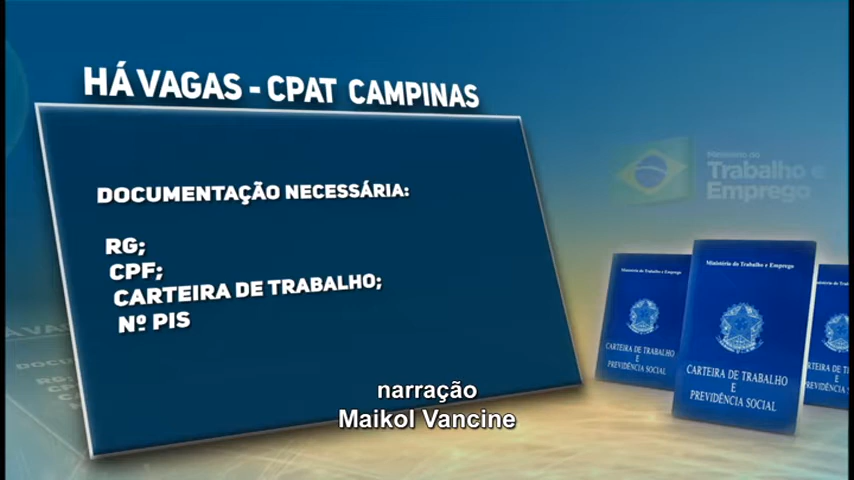 HÁ VAGAS - CPAT CAMPINAS
DOCUMENTAÇÃO NECESSÁRIA:
RG;
CPF;
CARTEIRA DE TRABALHO;
Nº PIS
narração
Maikol Vancine
Ministério do
Trabalho e
Emprego
Ministério do Trabalho e Emprego
CARTEIRA DE TRABALHO
E
PREVIDÊNCIA SOCIAL
Ministério do Trabalho e Emprego
CARTEIRA DE TRABALHO
E
PREVIDÊNCIA SOCIAL